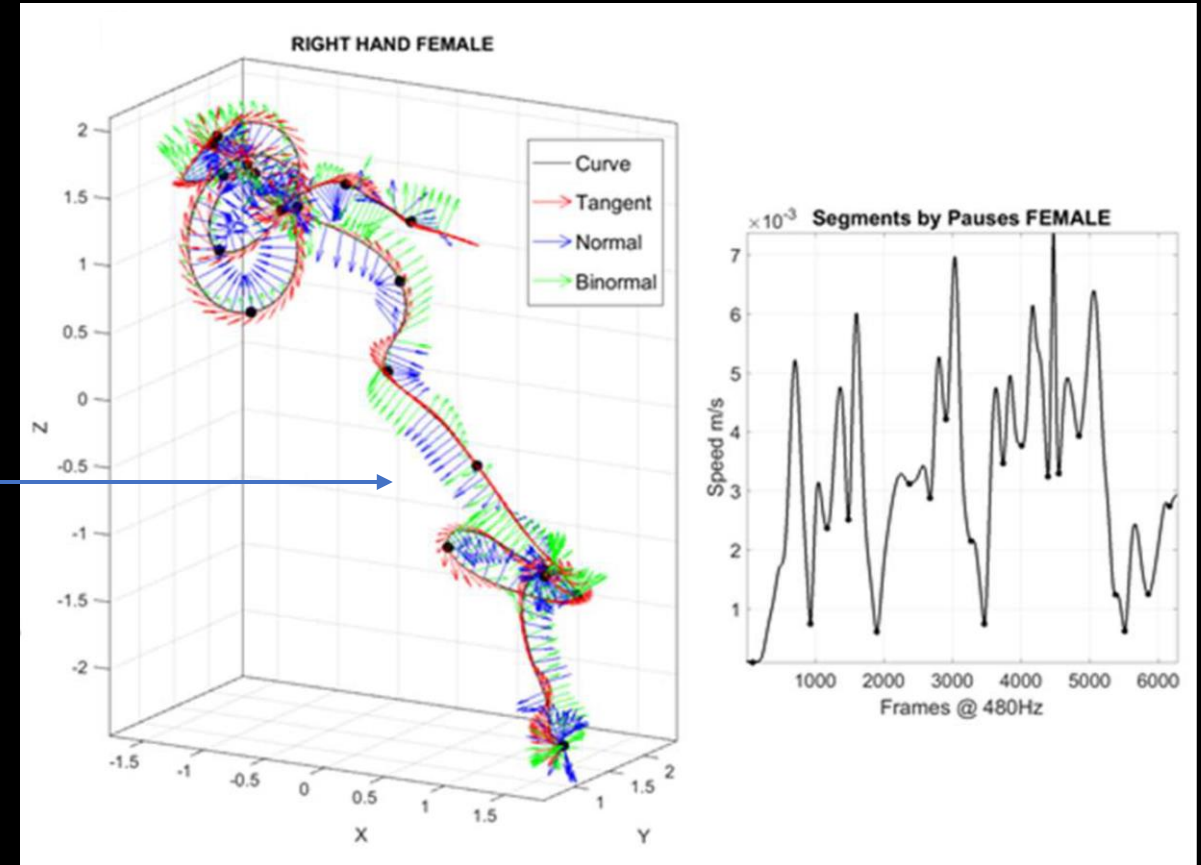 RIGHT HAND FEMALE
2
1.5
1
0.5
0
-0.5
-1
-1.5
-2
Z
-1.5
-1
-0.5
0
0.5
1
1.5
X
1
1.5
2
Y
Curve
Tangent
Normal
Binormal
×10⁻³
Segments by Pauses FEMALE
7
6
5
4
3
2
1
Speed m/s
1000 2000 3000 4000 5000 6000
Frames @ 480Hz